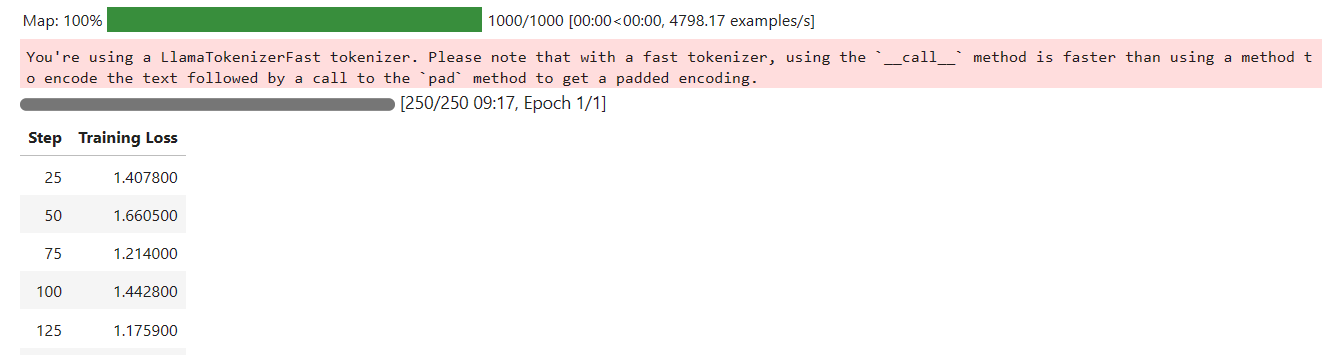 Map: 100% 1000/1000 [00:00<00:00, 4798.17 examples/s]
You're using a LlamaTokenizerFast tokenizer. Please note that with a fast tokenizer, using the `__call__` method is faster than using a method t
o encode the text followed by a call to the `pad` method to get a padded encoding.
[250/250 09:17, Epoch 1/1]
Step Training Loss
25 1.407800
50 1.660500
75 1.214000
100 1.442800
125 1.175900